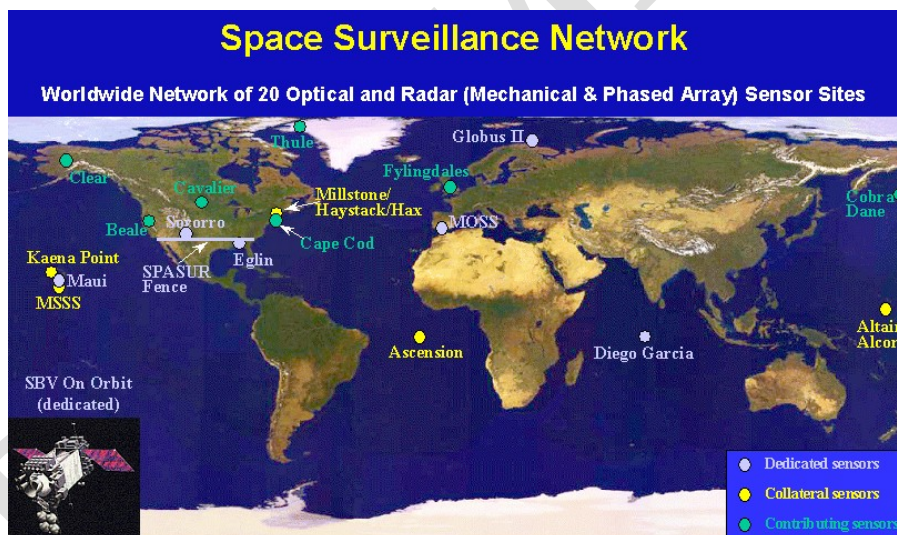 Space Surveillance Network
Worldwide Network of 20 Optical and Radar (Mechanical & Phased Array) Sensor Sites
Thule
Globus II
Clear
Fylingdales
Cavalier
Millstone/
Haystack/Hax
Cobra
Dane
Beale
Socorro
MOSS
Cape Cod
Eglin
SPASUR
Fence
Kaena Point
Maui
MSSS
Ascension
Diego Garcia
Altair
Alcor
SBV On Orbit
(dedicated)
Dedicated sensors
Collateral sensors
Contributing sensors